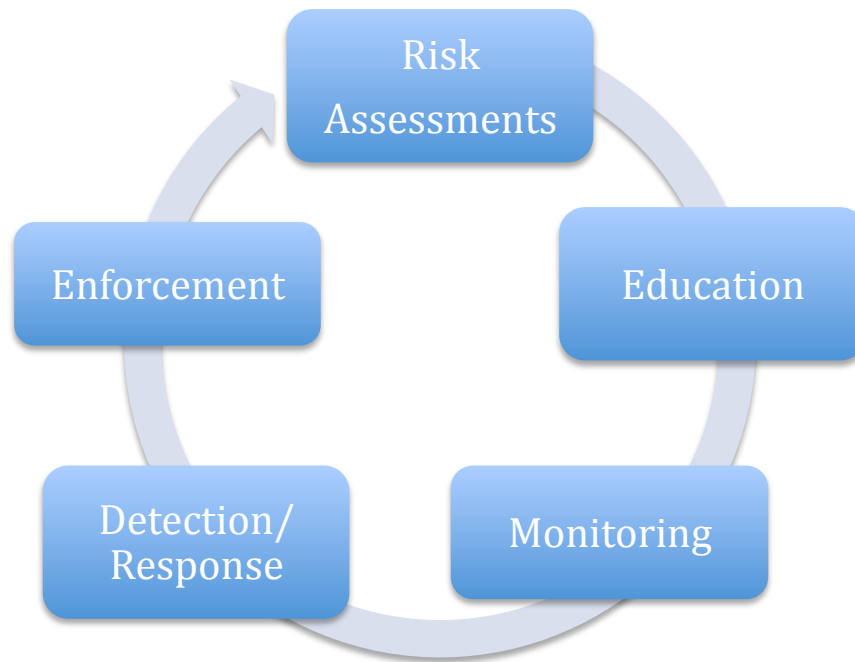 Risk
Assessments
Education
Monitoring
Detection/
Response
Enforcement